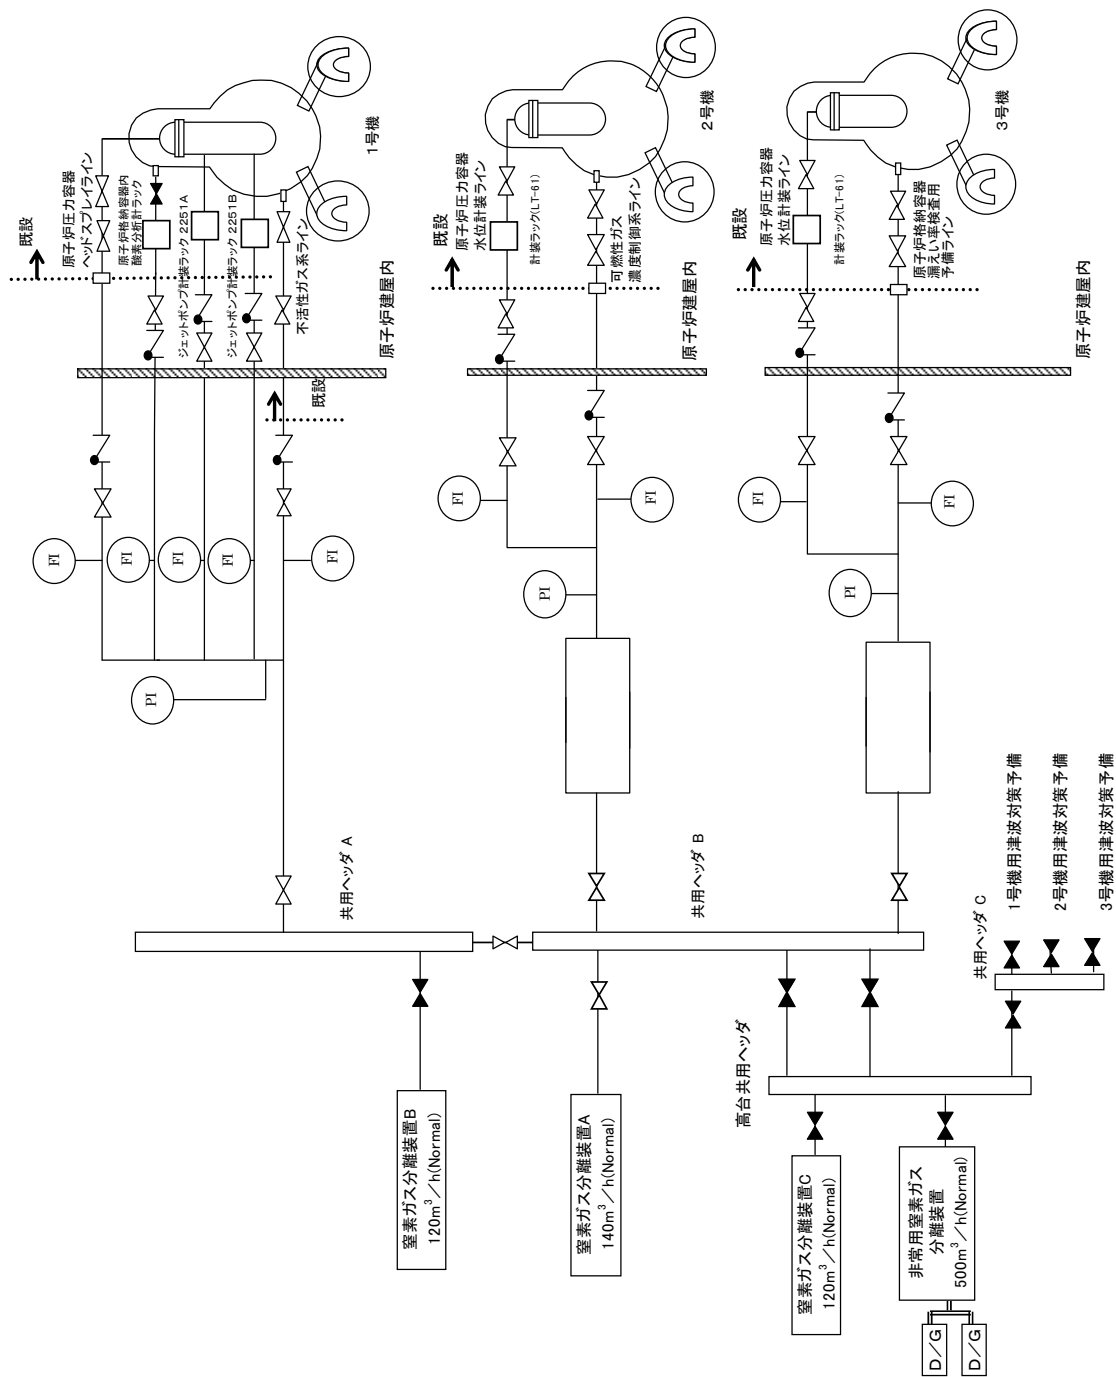 既設
原子炉圧力容器
ヘッドスプレイライン
原子炉格納容器内
酸素分析計ラック
ジェットポンプ計装ラック 2251A
ジェットポンプ計装ラック 2251B
不活性ガス系ライン
1号機
原子炉建屋内
既設
FI
FI
FI
FI
FI
PI
共用ヘッダ A
既設
原子炉圧力容器
水位計装ライン
計装ラック(LT-61)
可燃性ガス
濃度制御系ライン
2号機
原子炉建屋内
FI
FI
PI
共用ヘッダ B
既設
原子炉圧力容器
水位計装ライン
計装ラック(LT-61)
原子炉格納容器
漏えい率検査用
予備ライン
3号機
原子炉建屋内
FI
FI
PI
共用ヘッダ C
1号機用津波対策予備
2号機用津波対策予備
3号機用津波対策予備
高台共用ヘッダ
窒素ガス分離装置B
120m³/h(Normal)
窒素ガス分離装置A
140m³/h(Normal)
窒素ガス分離装置C
120m³/h(Normal)
非常用窒素ガス
分離装置
500m³/h(Normal)
D/G
D/G